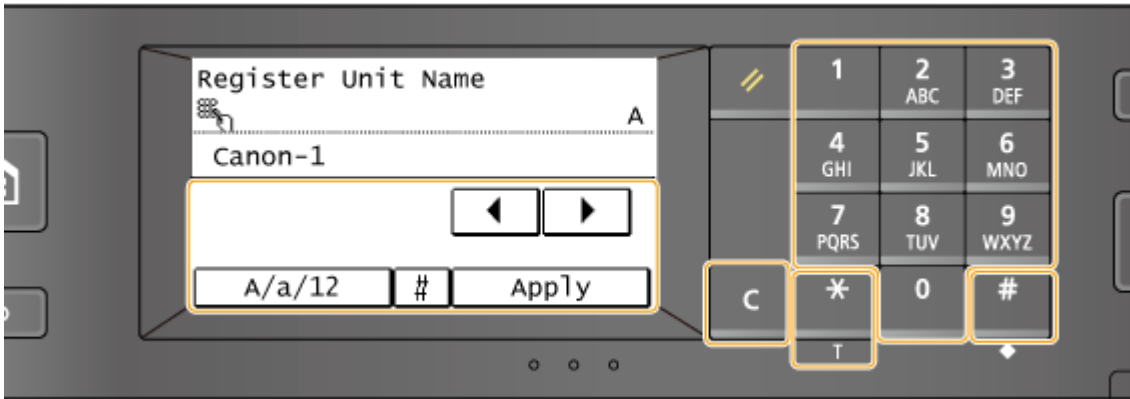 Register Unit Name
A
Canon-1
A/a/12 # Apply
1 2 ABC 3 DEF
4 GHI 5 JKL 6 MNO
7 PQRS 8 TUV 9 WXYZ
C * 0 #
T